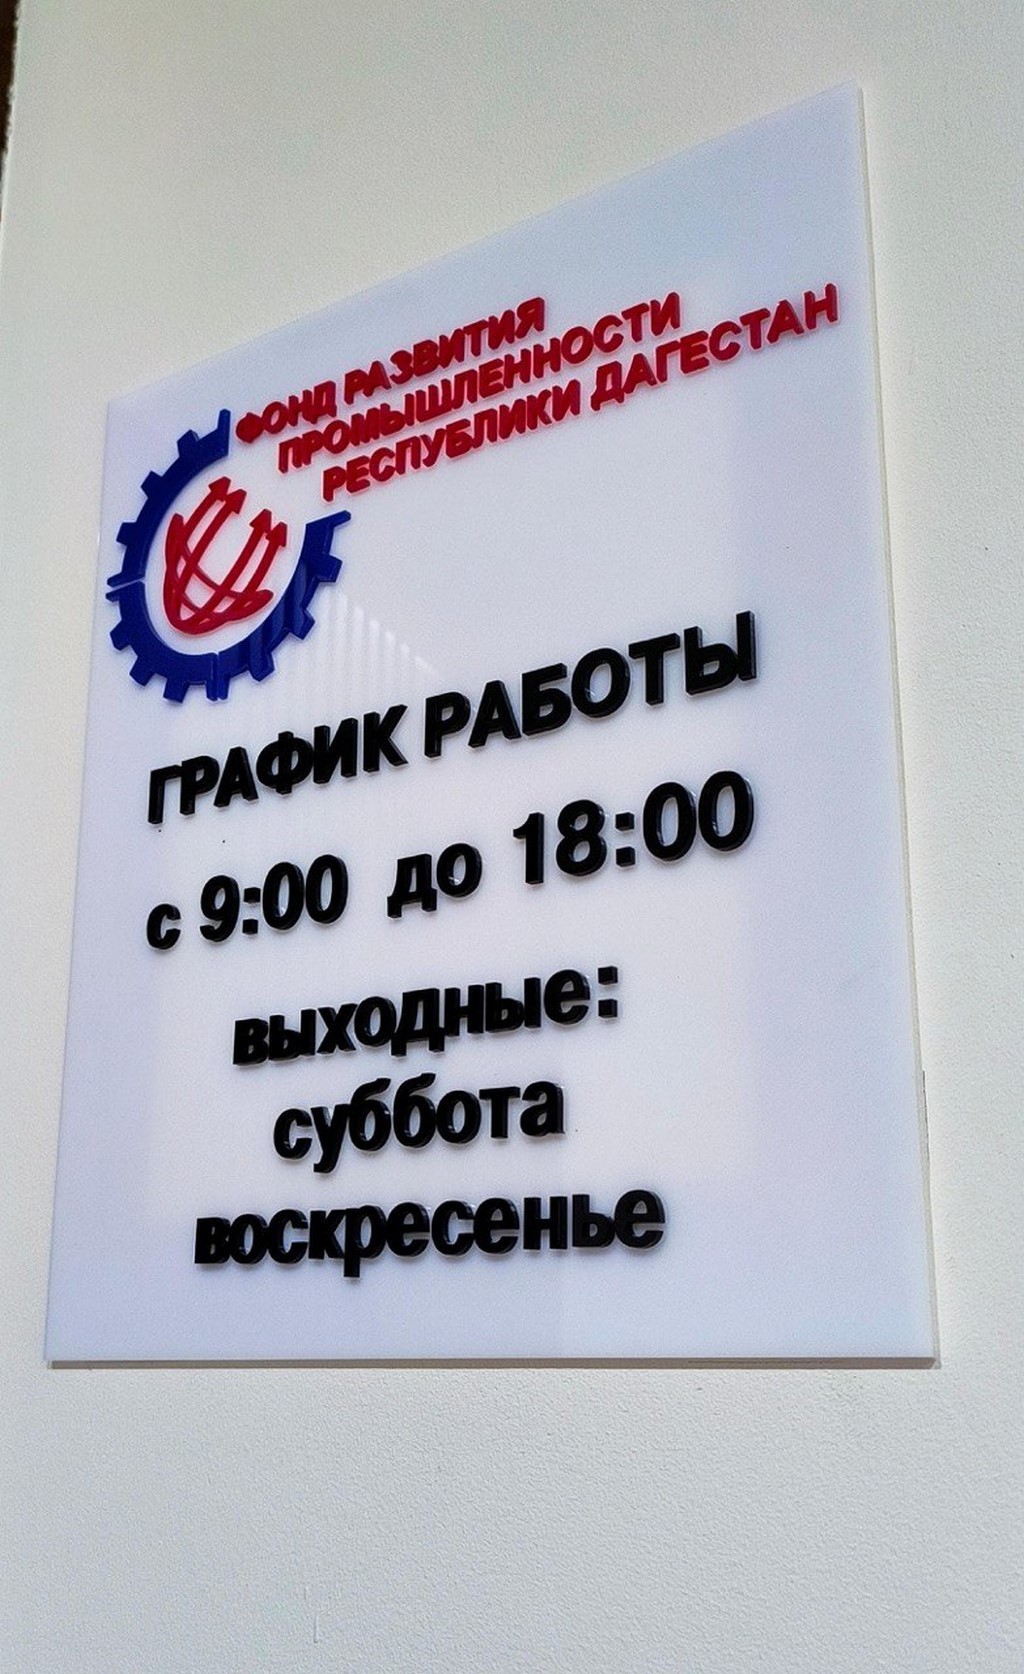 ФОНД РАЗВИТИЯ
ПРОМЫШЛЕННОСТИ
РЕСПУБЛИКИ ДАГЕСТАН
ГРАФИК РАБОТЫ
с 9:00 до 18:00
выходные:
суббота
воскресенье